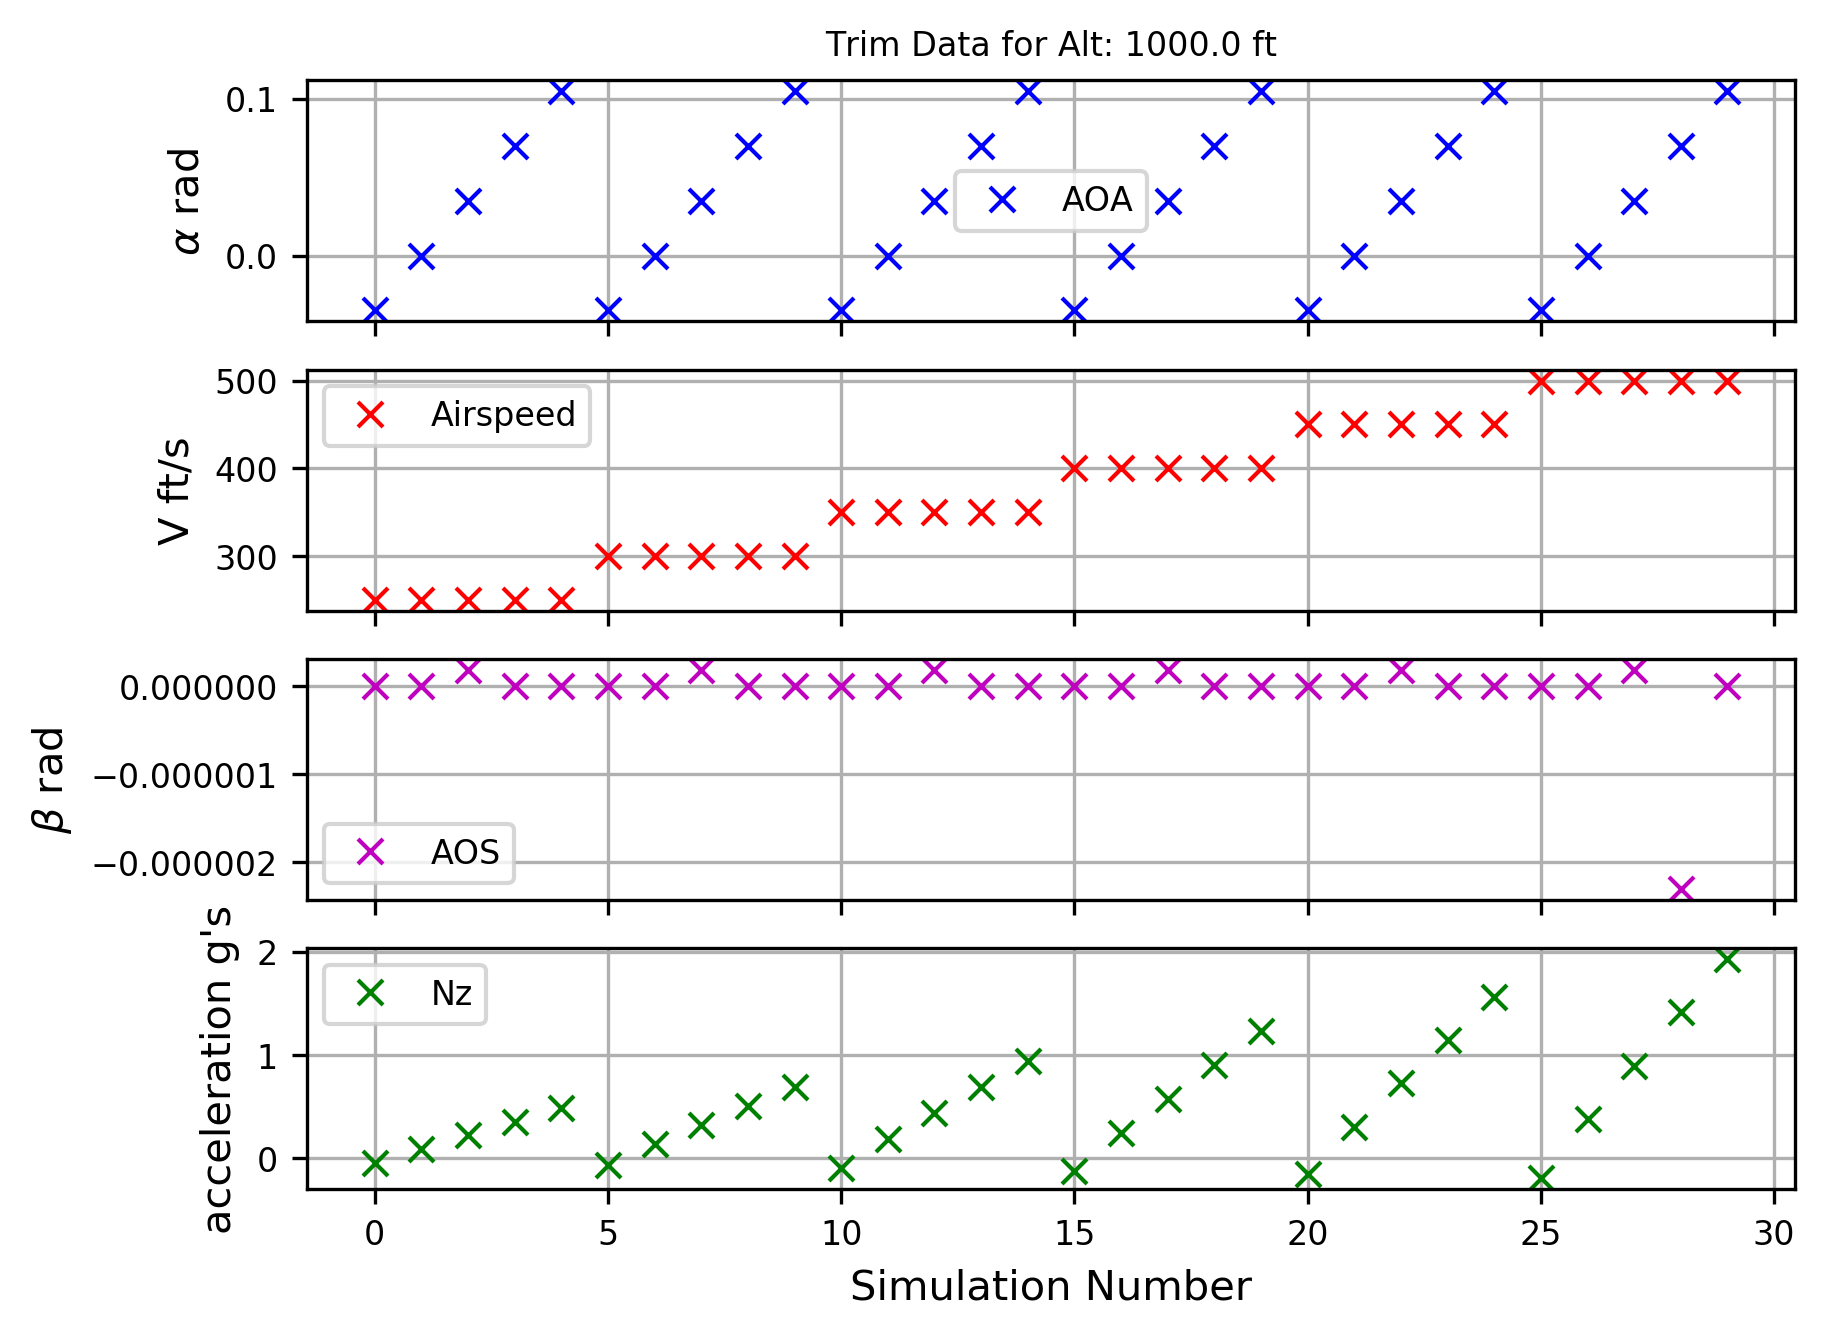 Trim Data for Alt: 1000.0 ft
0.1
0.0
α rad
AOA
500
400
300
V ft/s
Airspeed
0.000000
−0.000001
−0.000002
β rad
AOS
2
1
0
acceleration g's
Nz
0 5 10 15 20 25 30
Simulation Number